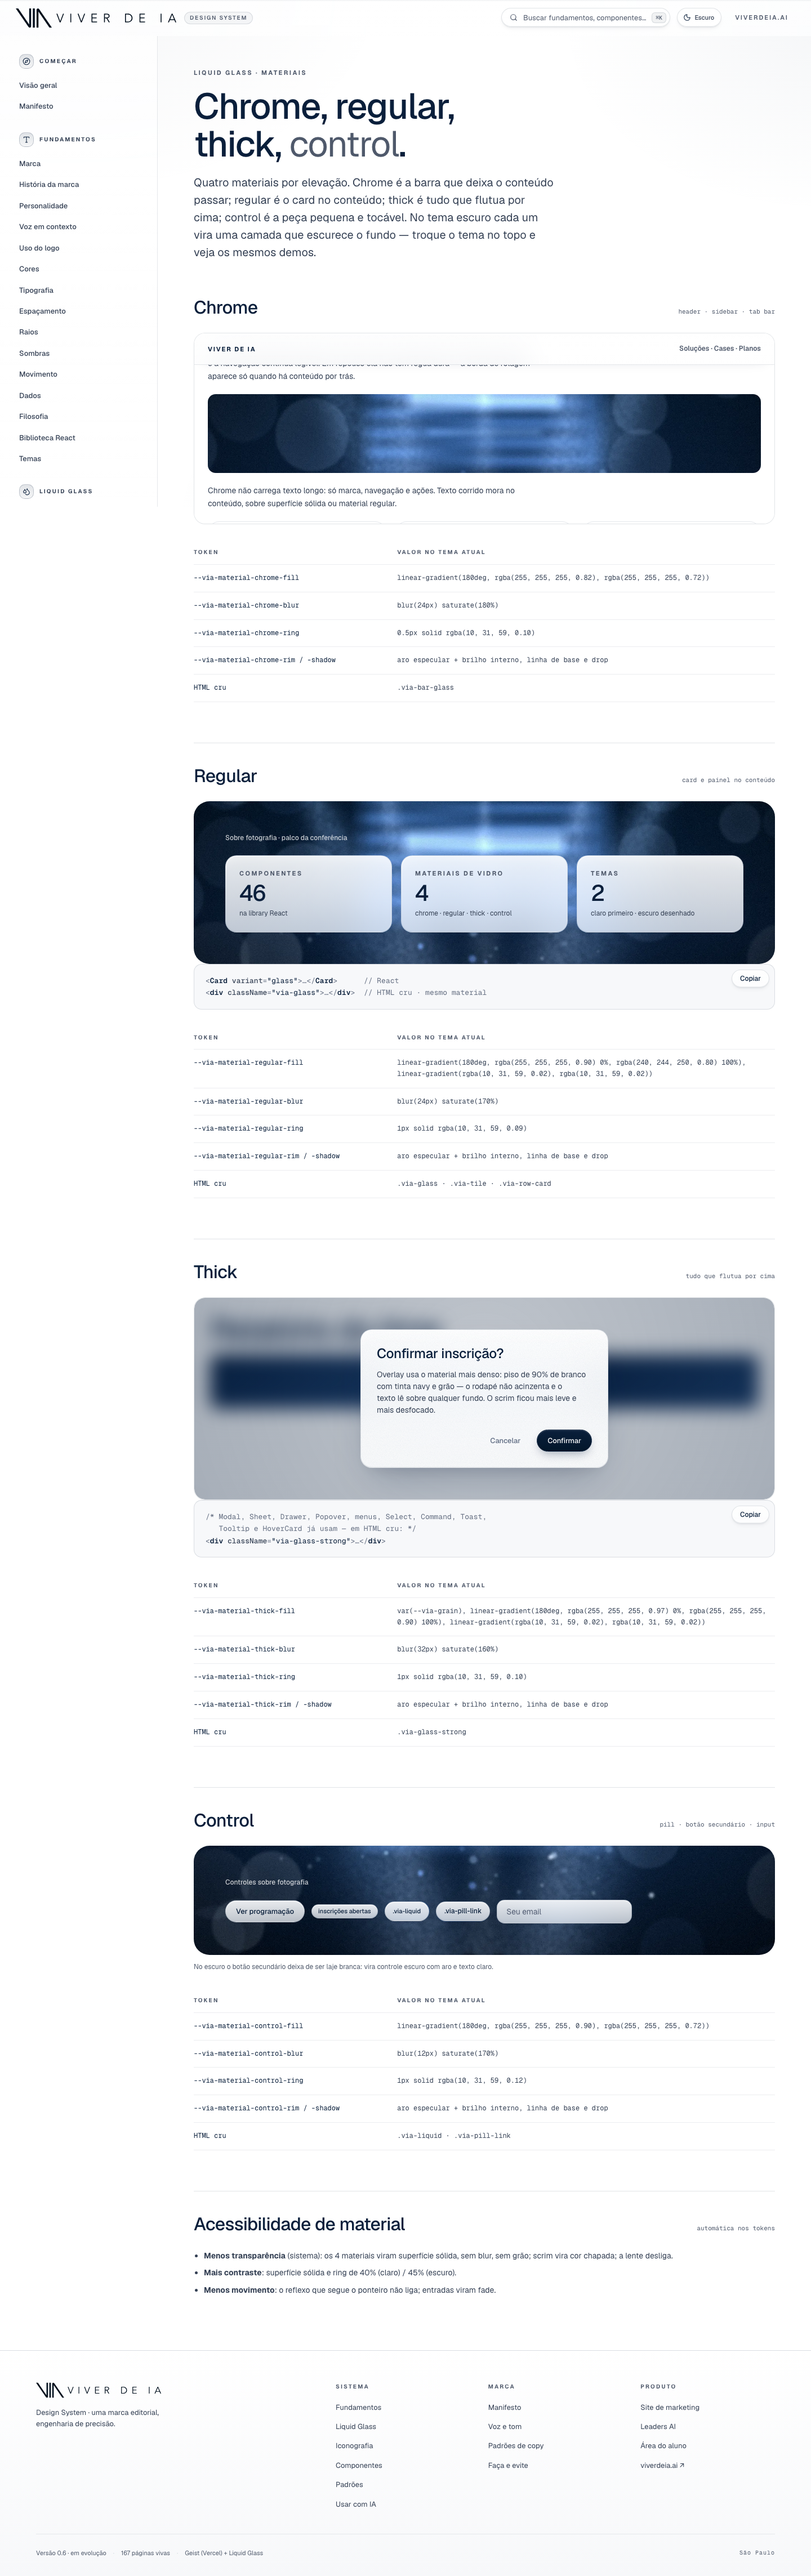 VIVER DE IA
DESIGN SYSTEM
Buscar fundamentos, componentes...
⌘K
Escuro
VIVERDEIA.AI
COMEÇAR
Visão geral
Manifesto
FUNDAMENTOS
Marca
História da marca
Personalidade
Voz em contexto
Uso do logo
Cores
Tipografia
Espaçamento
Raios
Sombras
Movimento
Dados
Filosofia
Biblioteca React
Temas
LIQUID GLASS
LIQUID GLASS · MATERIAIS
Chrome, regular,
thick, control.
Quatro materiais por elevação. Chrome é a barra que deixa o conteúdo
passar; regular é o card no conteúdo; thick é tudo que flutua por
cima; control é a peça pequena e tocável. No tema escuro cada um
vira uma camada que escurece o fundo — troque o tema no topo e
veja os mesmos demos.
Chrome
header · sidebar · tab bar
VIVER DE IA
Soluções · Cases · Planos
aparece só quando há conteúdo por trás.
Chrome não carrega texto longo: só marca, navegação e ações. Texto corrido mora no
conteúdo, sobre superfície sólida ou material regular.
TOKEN
VALOR NO TEMA ATUAL
--via-material-chrome-fill
linear-gradient(180deg, rgba(255, 255, 255, 0.82), rgba(255, 255, 255, 0.72))
--via-material-chrome-blur
blur(24px) saturate(180%)
--via-material-chrome-ring
0.5px solid rgba(10, 31, 59, 0.10)
--via-material-chrome-rim / -shadow
aro especular + brilho interno, linha de base e drop
HTML cru
.via-bar-glass
Regular
card e painel no conteúdo
Sobre fotografia · palco da conferência
COMPONENTES
46
na library React
MATERIAIS DE VIDRO
4
chrome · regular · thick · control
TEMAS
2
claro primeiro · escuro desenhado
<Card variant="glass">…</Card> // React
<div className="via-glass">…</div> // HTML cru · mesmo material
Copiar
TOKEN
VALOR NO TEMA ATUAL
--via-material-regular-fill
linear-gradient(180deg, rgba(255, 255, 255, 0.90) 0%, rgba(240, 244, 250, 0.80) 100%),
linear-gradient(rgba(10, 31, 59, 0.02), rgba(10, 31, 59, 0.02))
--via-material-regular-blur
blur(24px) saturate(170%)
--via-material-regular-ring
1px solid rgba(10, 31, 59, 0.09)
--via-material-regular-rim / -shadow
aro especular + brilho interno, linha de base e drop
HTML cru
.via-glass · .via-tile · .via-row-card
Thick
tudo que flutua por cima
Confirmar inscrição?
Overlay usa o material mais denso: piso de 90% de branco
com tinta navy e grão — o rodapé não acinzenta e o
texto lê sobre qualquer fundo. O scrim ficou mais leve e
mais desfocado.
Cancelar
Confirmar
/* Modal, Sheet, Drawer, Popover, menus, Select, Command, Toast,
Tooltip e HoverCard já usam — em HTML cru: */
<div className="via-glass-strong">…</div>
Copiar
TOKEN
VALOR NO TEMA ATUAL
--via-material-thick-fill
var(--via-grain), linear-gradient(180deg, rgba(255, 255, 255, 0.97) 0%, rgba(255, 255, 255,
0.90) 100%), linear-gradient(rgba(10, 31, 59, 0.02), rgba(10, 31, 59, 0.02))
--via-material-thick-blur
blur(32px) saturate(160%)
--via-material-thick-ring
1px solid rgba(10, 31, 59, 0.10)
--via-material-thick-rim / -shadow
aro especular + brilho interno, linha de base e drop
HTML cru
.via-glass-strong
Control
pill · botão secundário · input
Controles sobre fotografia
Ver programação
inscrições abertas
.via-liquid
.via-pill-link
Seu email
No escuro o botão secundário deixa de ser laje branca: vira controle escuro com aro e texto claro.
TOKEN
VALOR NO TEMA ATUAL
--via-material-control-fill
linear-gradient(180deg, rgba(255, 255, 255, 0.90), rgba(255, 255, 255, 0.72))
--via-material-control-blur
blur(12px) saturate(170%)
--via-material-control-ring
1px solid rgba(10, 31, 59, 0.12)
--via-material-control-rim / -shadow
aro especular + brilho interno, linha de base e drop
HTML cru
.via-liquid · .via-pill-link
Acessibilidade de material
automática nos tokens
• Menos transparência (sistema): os 4 materiais viram superfície sólida, sem blur, sem grão; scrim vira cor chapada; a lente desliga.
• Mais contraste: superfície sólida e ring de 40% (claro) / 45% (escuro).
• Menos movimento: o reflexo que segue o ponteiro não liga; entradas viram fade.
VIVER DE IA
Design System · uma marca editorial,
engenharia de precisão.
SISTEMA
Fundamentos
Liquid Glass
Iconografia
Componentes
Padrões
Usar com IA
MARCA
Manifesto
Voz e tom
Padrões de copy
Faça e evite
PRODUTO
Site de marketing
Leaders AI
Área do aluno
viverdeia.ai ↗
Versão 0.6 · em evolução
167 páginas vivas
Geist (Vercel) + Liquid Glass
São Paulo